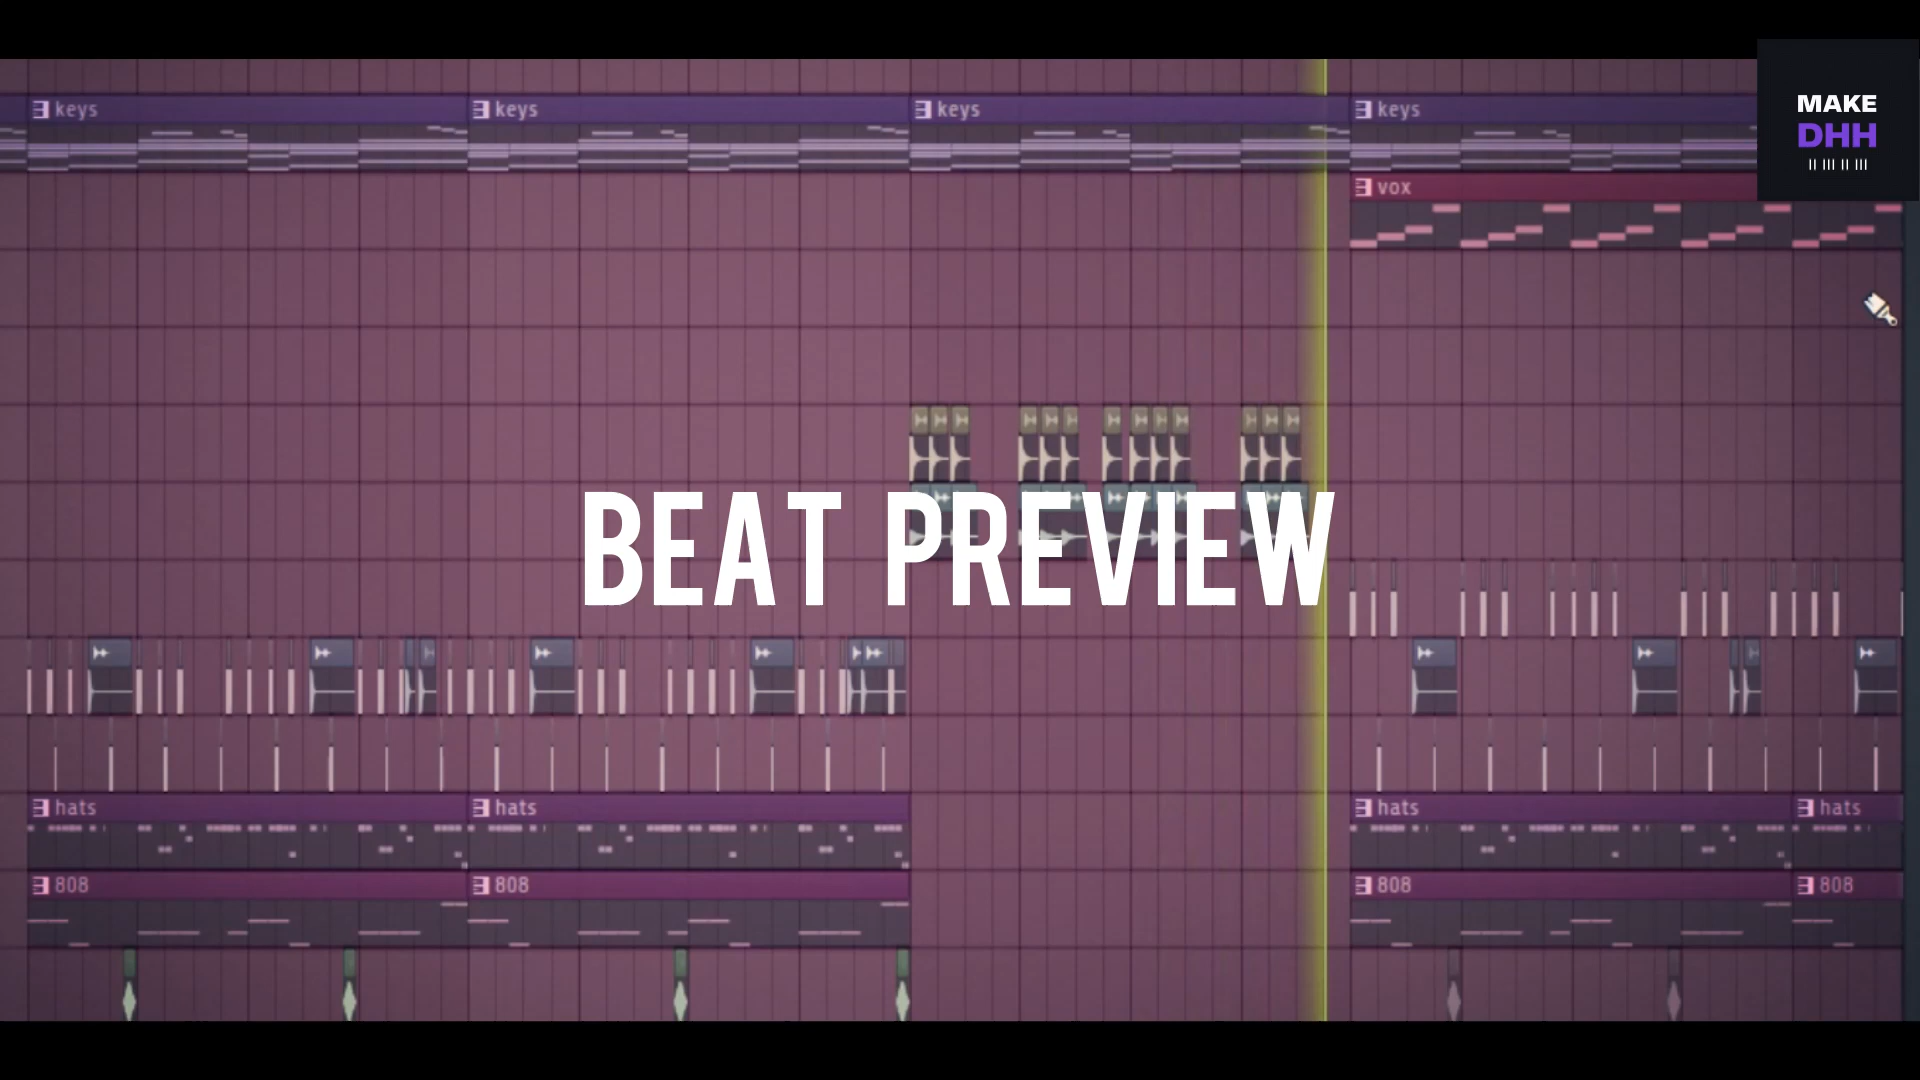 keys keys keys keys
MAKE
DHH
vox
BEAT PREVIEW
hats hats hats hats
808 808 808 808